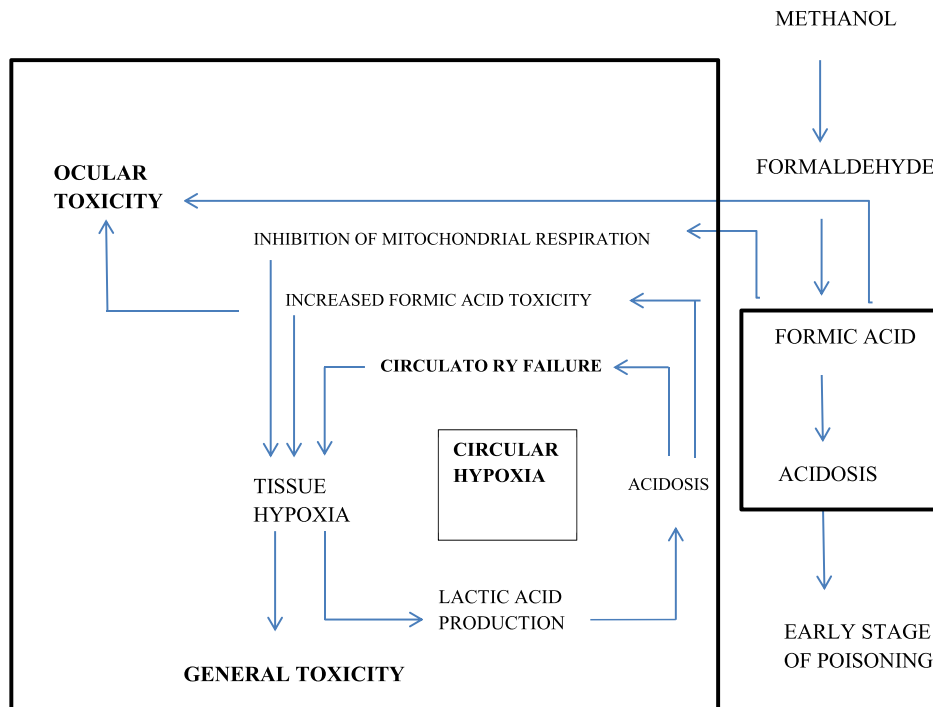 METHANOL
FORMALDEHYDE
OCULAR
TOXICITY
INHIBITION OF MITOCHONDRIAL RESPIRATION
INCREASED FORMIC ACID TOXICITY
FORMIC ACID
CIRCULATO RY FAILURE
CIRCULAR
HYPOXIA
ACIDOSIS
TISSUE
HYPOXIA
ACIDOSIS
LACTIC ACID
PRODUCTION
EARLY STAGE
OF POISONING
GENERAL TOXICITY